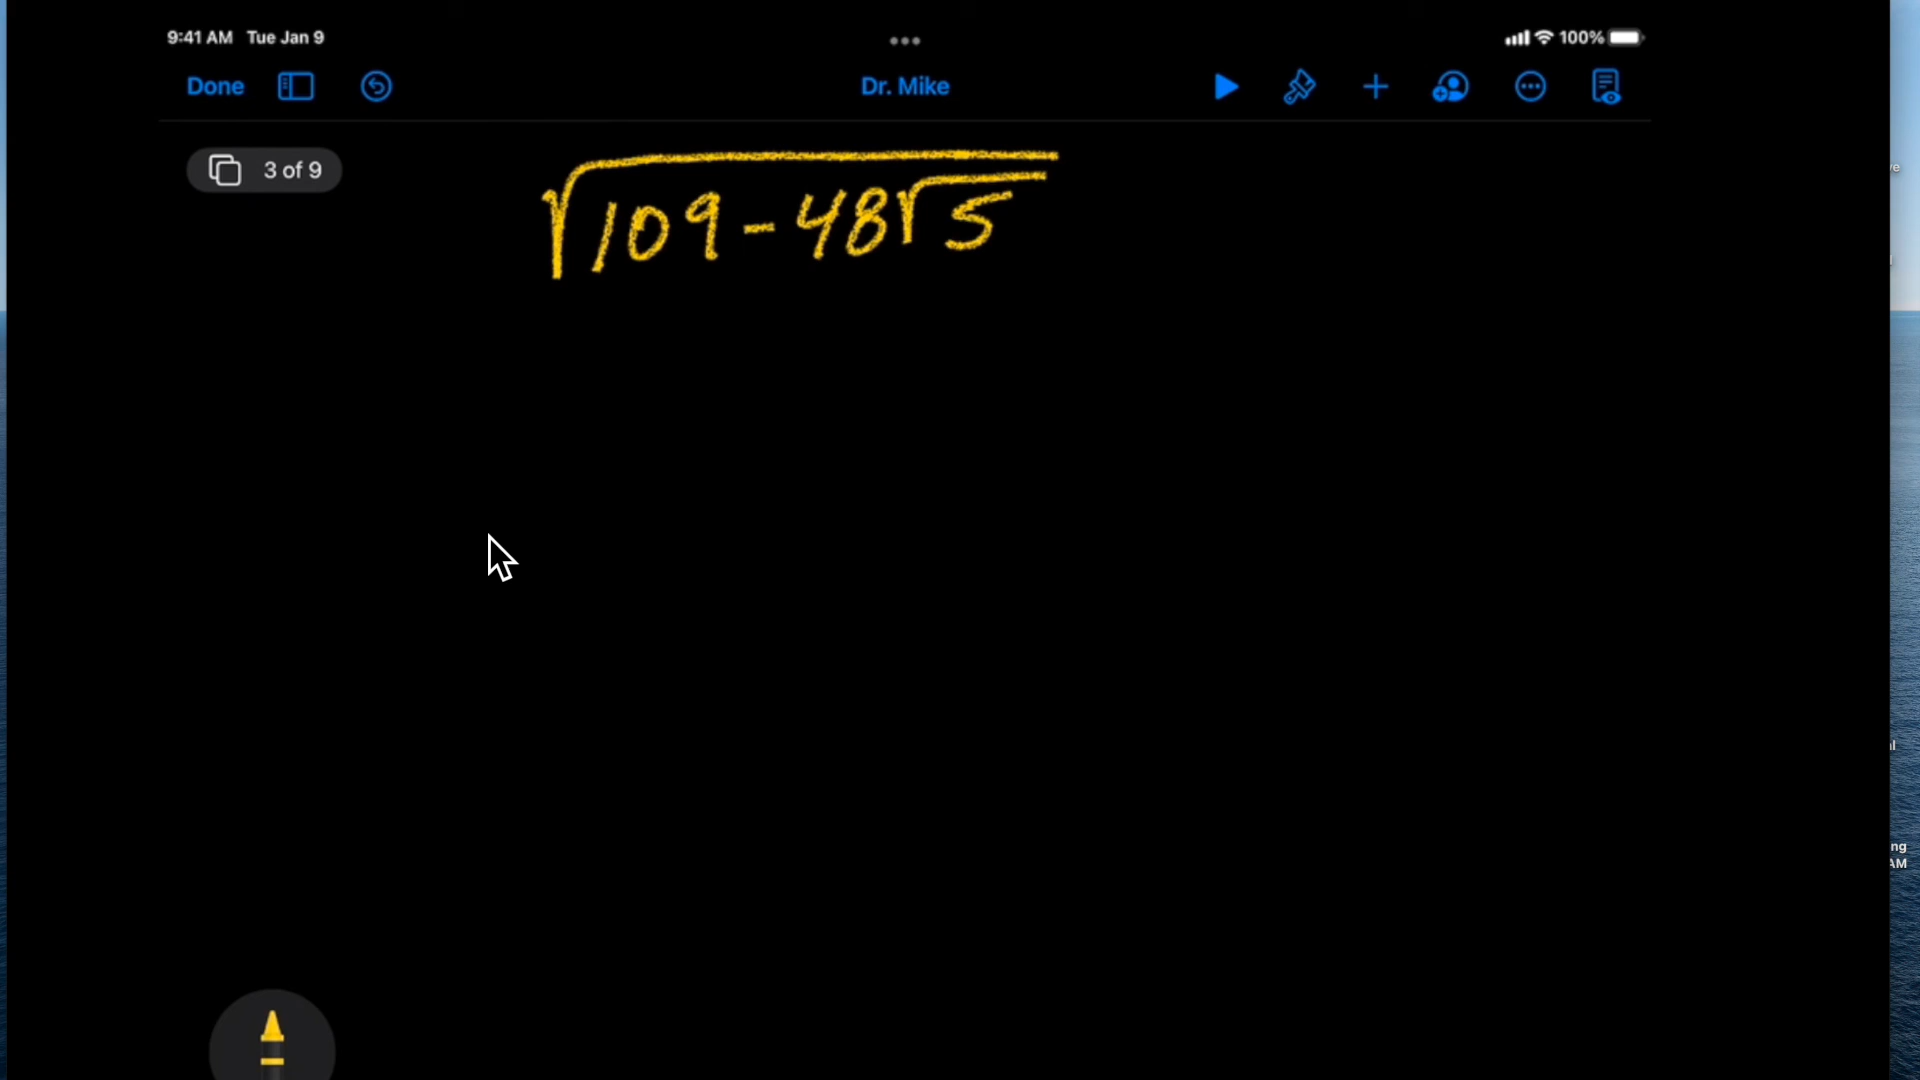 9:41 AM Tue Jan 9
100%
Done
Dr. Mike
3 of 9
√(109-48√5)